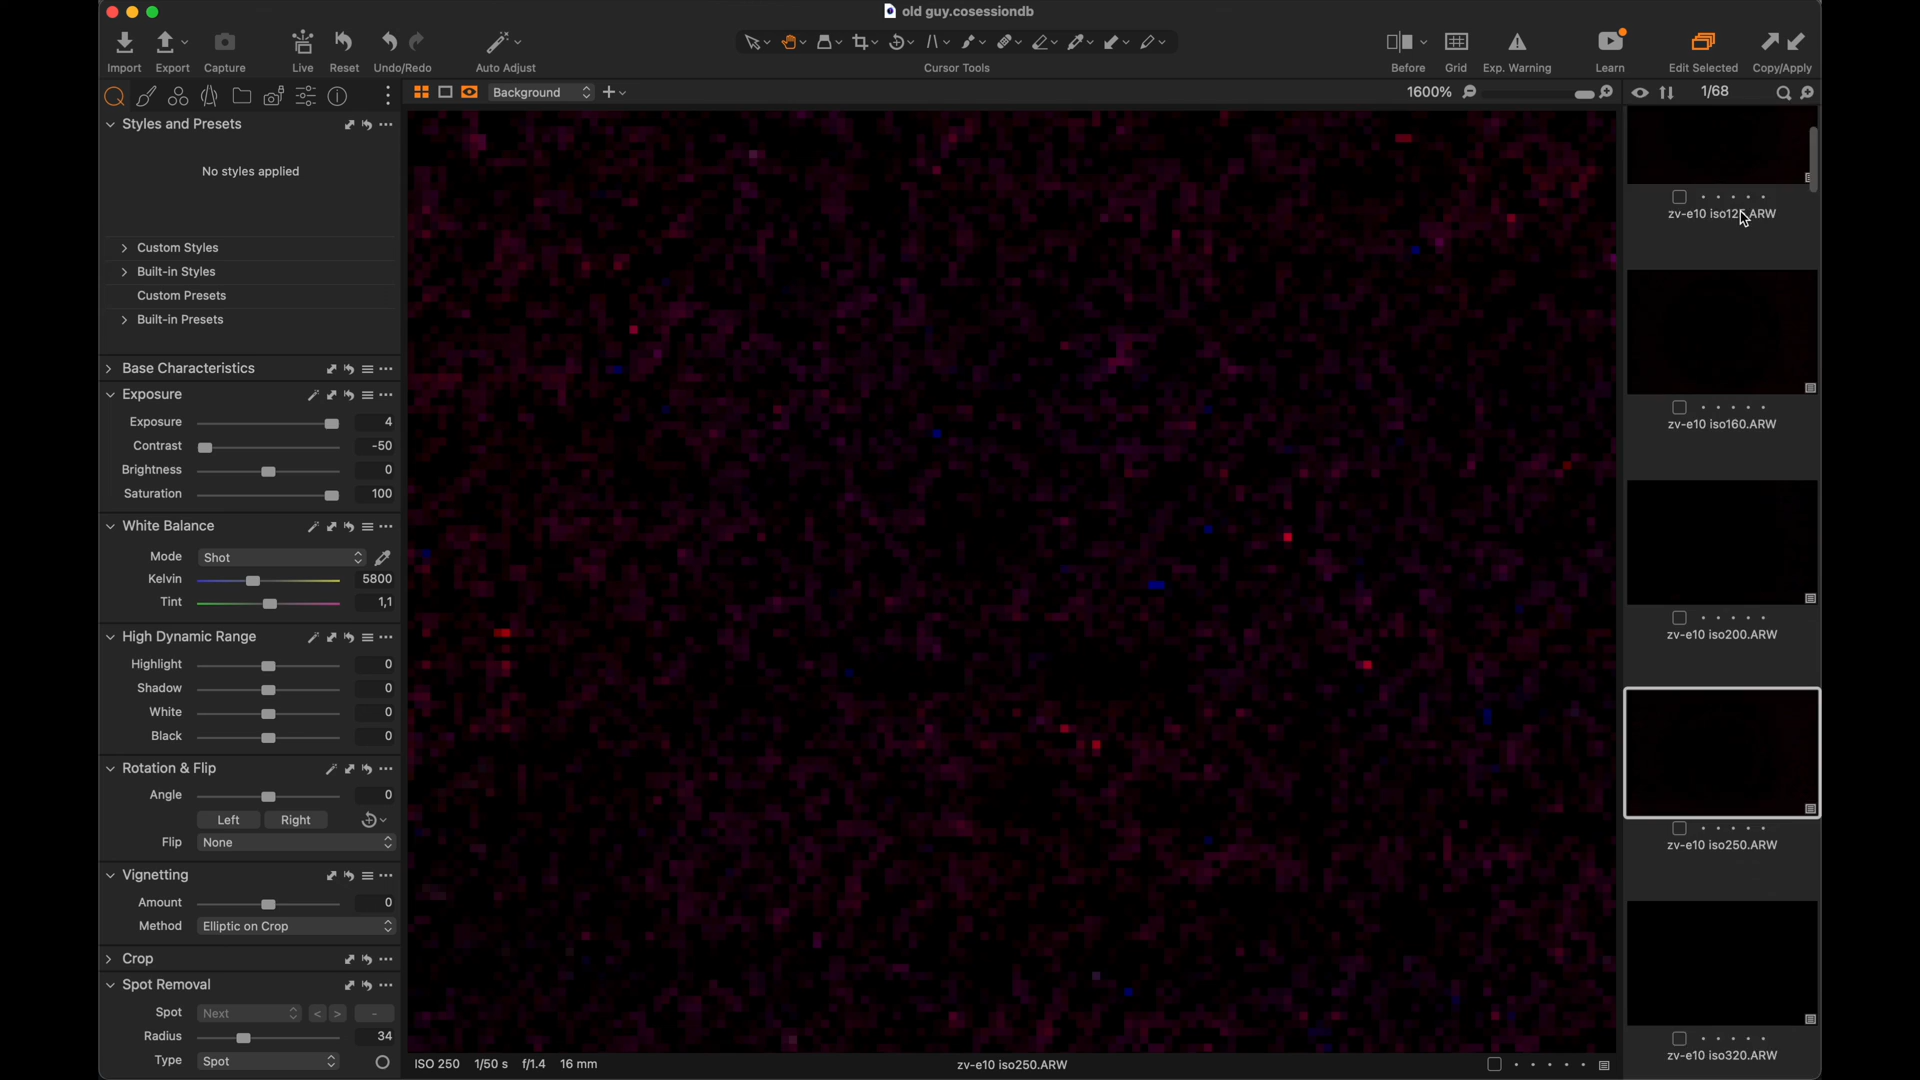 old guy.cosessiondb
Import Export Capture Live Reset Undo/Redo Auto Adjust Cursor Tools Before Grid Exp. Warning Learn Edit Selected Copy/Apply
Background
1600%
1/68
Styles and Presets
No styles applied
Custom Styles
Built-in Styles
Custom Presets
Built-in Presets
Base Characteristics
Exposure
Exposure 4
Contrast -50
Brightness 0
Saturation 100
White Balance
Mode Shot
Kelvin 5800
Tint 1,1
High Dynamic Range
Highlight 0
Shadow 0
White 0
Black 0
Rotation & Flip
Angle 0
Left Right
Flip None
Vignetting
Amount 0
Method Elliptic on Crop
Crop
Spot Removal
Spot Next < > -
Radius 34
Type Spot
ISO 250 1/50 s f/1.4 16 mm
zv-e10 iso250.ARW
zv-e10 iso160.ARW
zv-e10 iso200.ARW
zv-e10 iso250.ARW
zv-e10 iso320.ARW